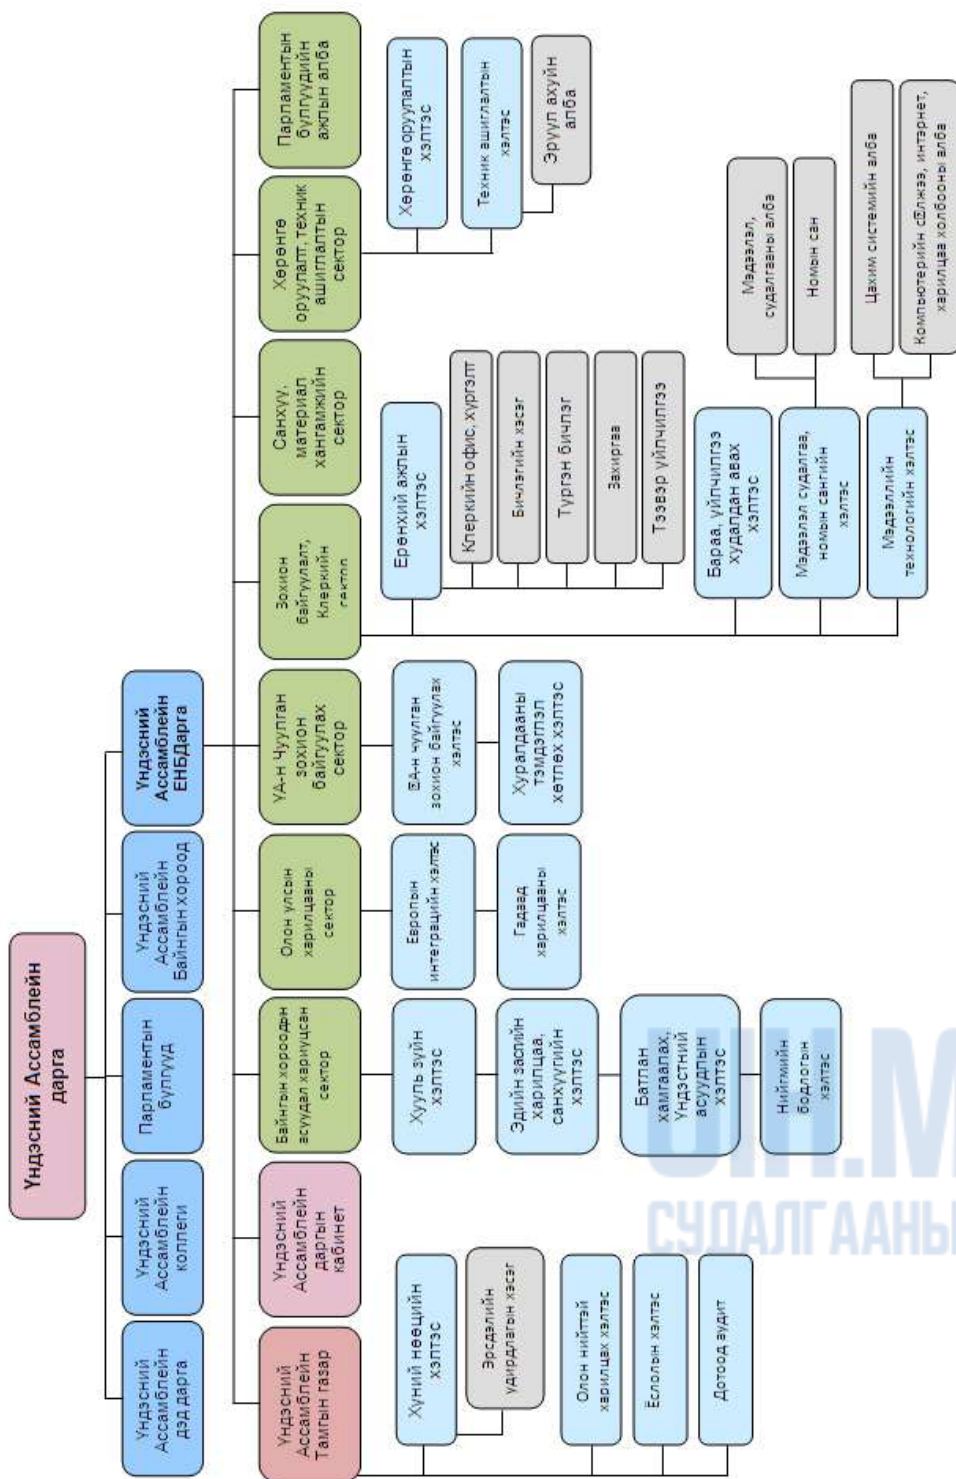 Үндэсний Ассамблейн
дарга
Үндэсний
Ассамблейн
дэд дарга
Үндэсний
Ассамблейн
коллеги
Парламентын
бүлгүүд
Үндэсний
Ассамблейн
Байнгын хороод
Үндэсний
Ассамблейн
ЕНБДарга
Үндэсний
Ассамблейн
Тамгын газар
Үндэсний
Ассамблейн
даргын
кабинет
Байнгын хороодын
асуудал хариуцсан
сектор
Олон улсын
харилцааны
сектор
УА-н Чуулган
зохион
байгуулах
сектор
Зохион
байгуулалт,
Клеркийн
сектор
Санхүү,
материал
хангамжийн
сектор
Хөрөнгө
оруулалт, техник
ашиглалтын
сектор
Парламентын
бүлгүүдийн
ажлын алба
Хүний нөөцийн
хэлтэс
Эрсдэлийн
удирдлагын хэсэг
Олон нийттэй
харилцах хэлтэс
Ёслолын хэлтэс
Дотоод аудит
Хууль зүйн
хэлтэс
Эдийн засгийн
харилцаа,
санхүүгийн
хэлтэс
Батлан
хамгаалах,
Үндэстний
асуудлын
хэлтэс
Нийгмийн
бодлогын
хэлтэс
Европын
интеграцийн хэлтэс
Гадаад
харилцааны
хэлтэс
А-н чуулган
зохион байгуулах
хэлтэс
Хуралдааны
тэмдэглэл
хөтлөх хэлтэс
Ерөнхий ажлын
хэлтэс
Клеркийн офис, хүргэлт
Бичлэгийн хэсэг
Түргэн бичлэг
Захиргаа
Тээвэр үйлчилгээ
Бараа, үйлчилгээ
худалдан авах
хэлтэс
Мэдээлэл судалгаа,
номын сангийн
хэлтэс
Мэдээллийн
технологийн хэлтэс
Мэдээлэл,
судалгааны алба
Номын сан
Цахим системийн алба
Компьютерийн слжээ, интэрнет,
харилцаа холбооны алба
Хөрөнгө оруулалтын
хэлтэс
Техник ашиглалтын
хэлтэс
Эрүүл ахуйн
алба
UIH.M
СУДАЛГААНЫ